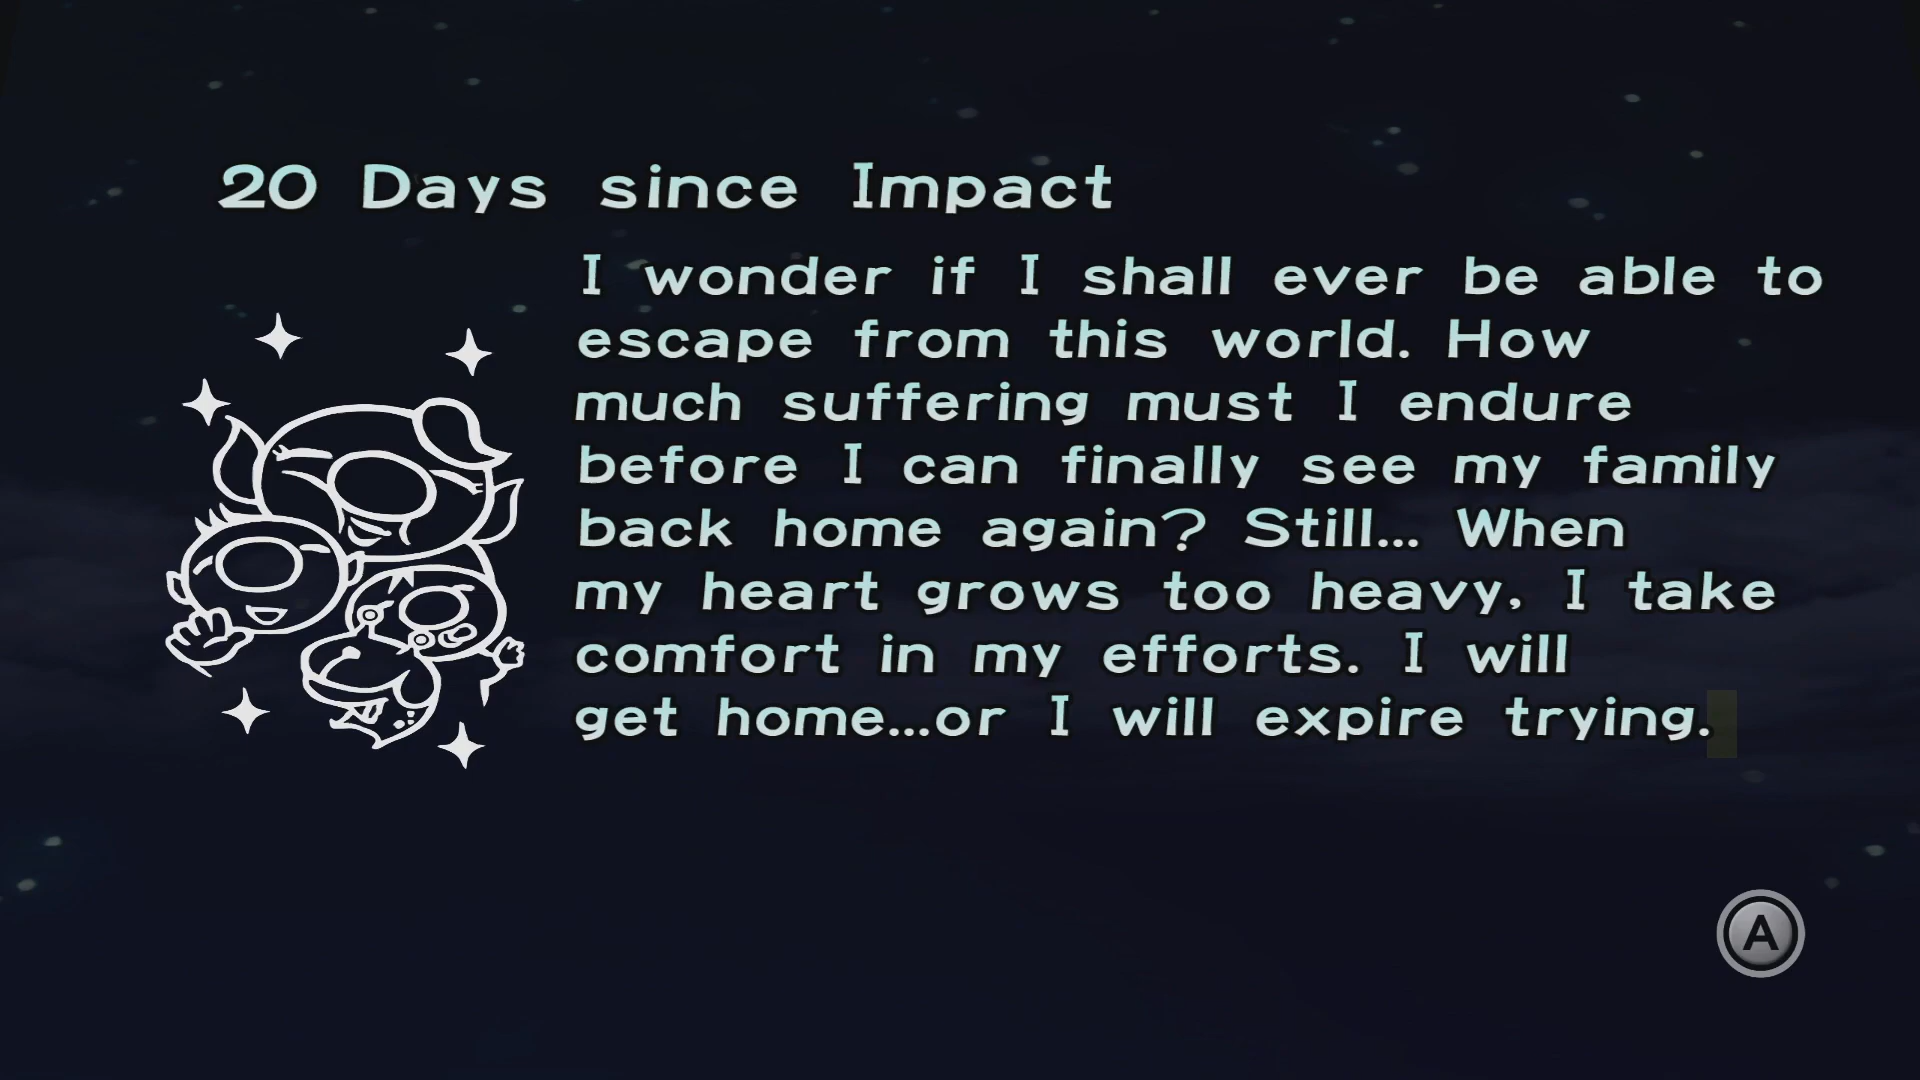 20 Days since Impact
I wonder if I shall ever be able to
escape from this world. How
much suffering must I endure
before I can finally see my family
back home again? Still... When
my heart grows too heavy, I take
comfort in my efforts. I will
get home...or I will expire trying.
A